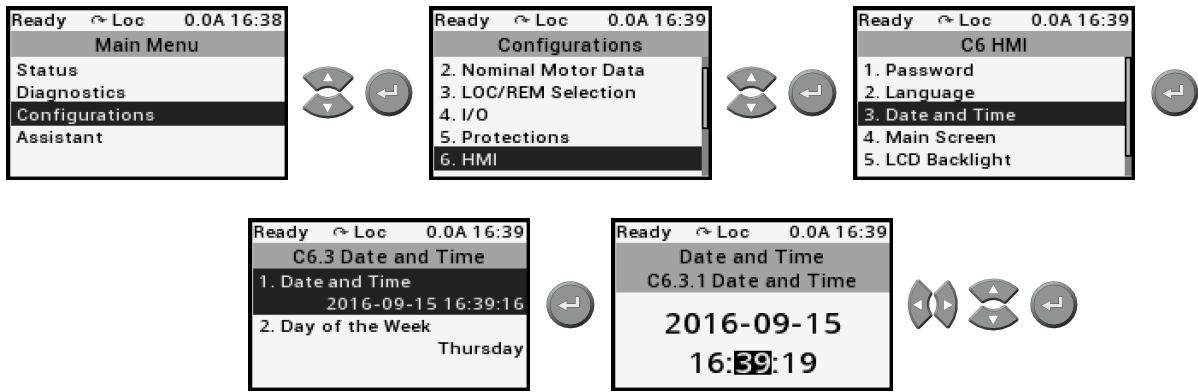 Ready Loc 0.0A 16:38
Main Menu
Status
Diagnostics
Configurations
Assistant
Ready Loc 0.0A 16:39
Configurations
2. Nominal Motor Data
3. LOC/REM Selection
4. I/O
5. Protections
6. HMI
Ready Loc 0.0A 16:39
C6 HMI
1. Password
2. Language
3. Date and Time
4. Main Screen
5. LCD Backlight
Ready Loc 0.0A 16:39
C6.3 Date and Time
1. Date and Time
2016-09-15 16:39:16
2. Day of the Week
Thursday
Ready Loc 0.0A 16:39
Date and Time
C6.3.1 Date and Time
2016-09-15
16:39:19